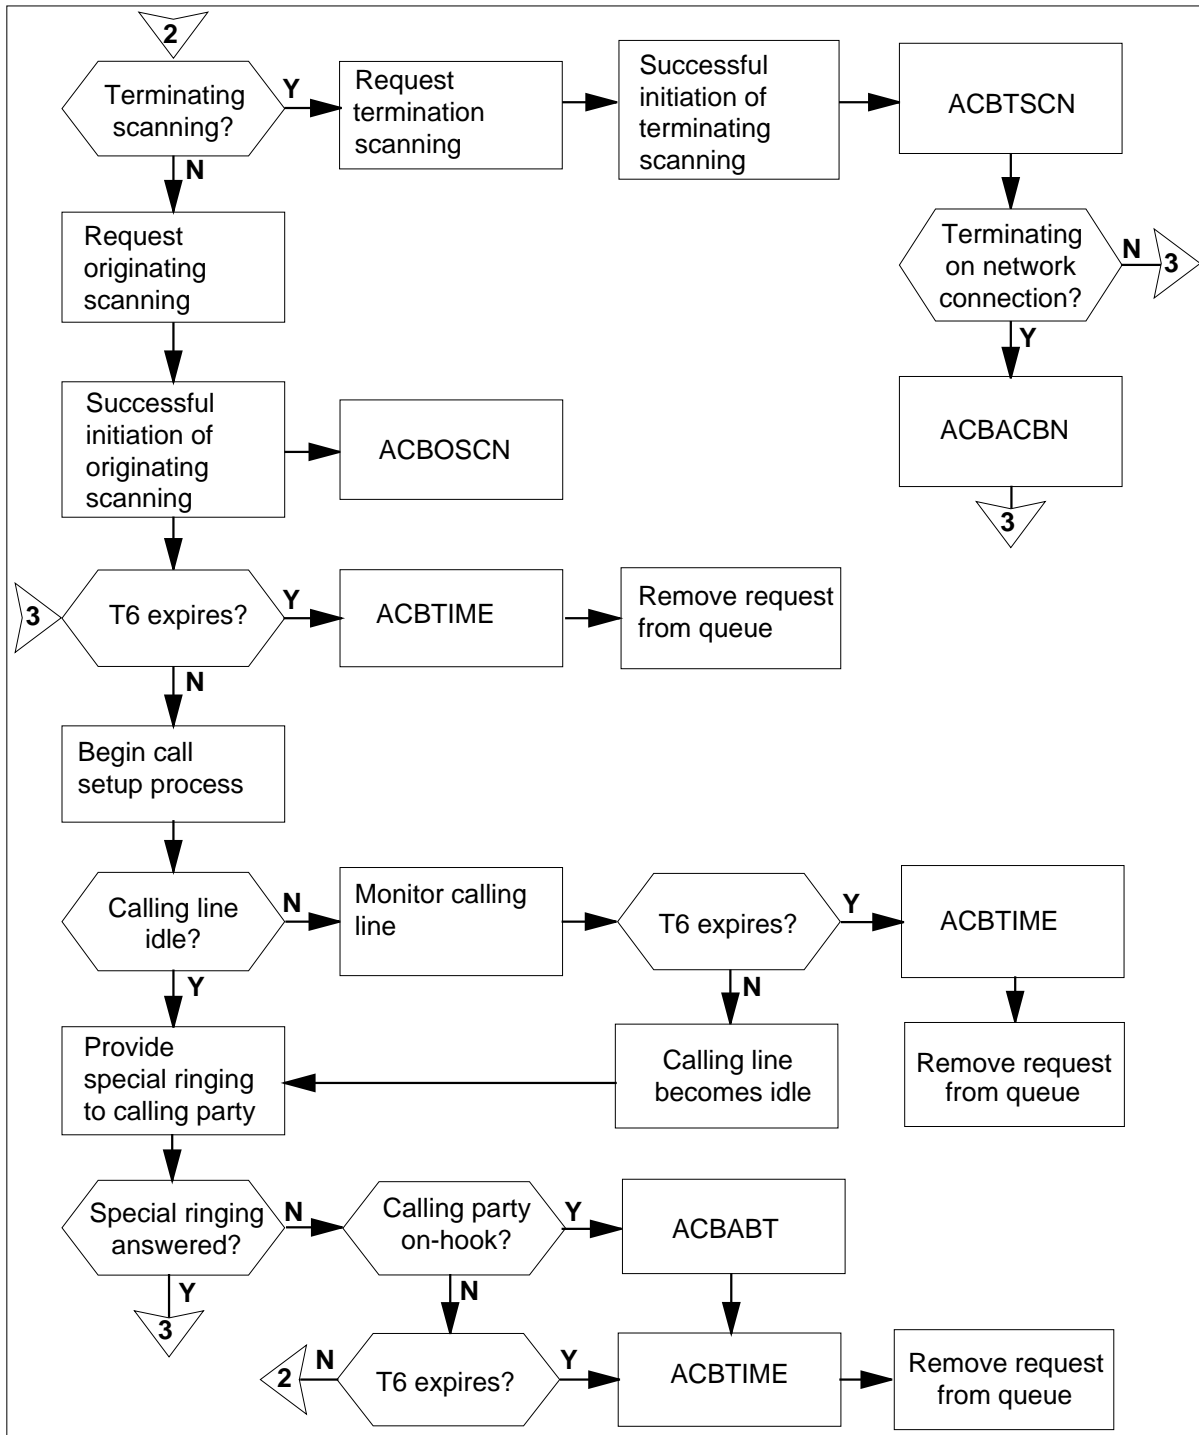 2
Terminating
scanning?
Y
Request
termination
scanning
Successful
initiation of
terminating
scanning
ACBTSCN
N
Request
originating
scanning
Terminating
on network
connection?
N
3
Y
Successful
initiation of
originating
scanning
ACBOSCN
ACBACBN
3
3
T6 expires?
Y
ACBTIME
Remove request
from queue
N
Begin call
setup process
Calling line
idle?
N
Monitor calling
line
T6 expires?
Y
ACBTIME
Y
N
Provide
special ringing
to calling party
Calling line
becomes idle
Remove request
from queue
Special ringing
answered?
N
Calling party
on-hook?
Y
ACBABT
Y
3
N
2
N
T6 expires?
Y
ACBTIME
Remove request
from queue